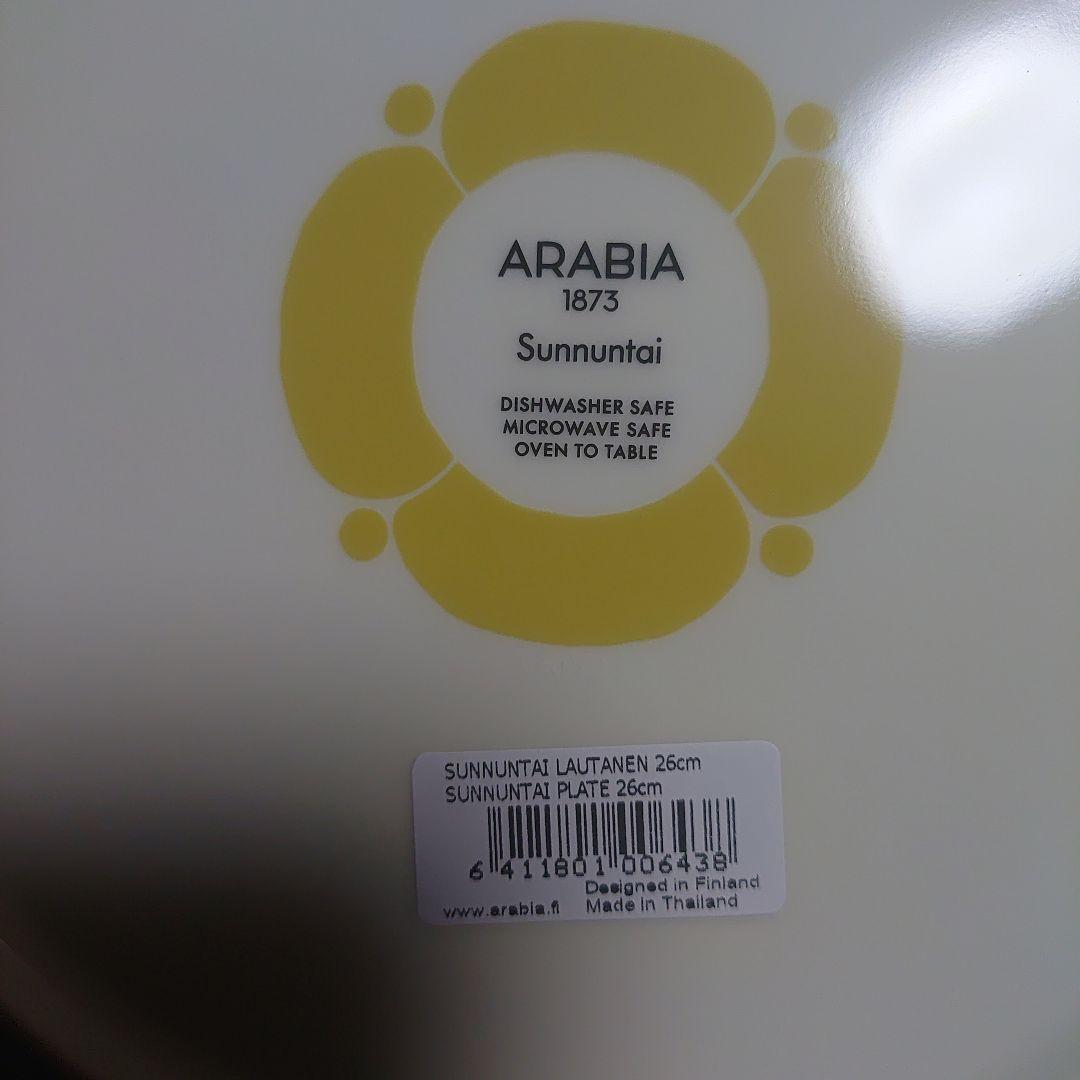 ARABIA
1873
Sunnuntai
DISHWASHER SAFE
MICROWAVE SAFE
OVEN TO TABLE
SUNNUNTAI LAUTANEN 26cm
SUNNUNTAI PLATE 26cm
6 411801 006438
Designed in Finland
www.arabia.fi Made in Thailand